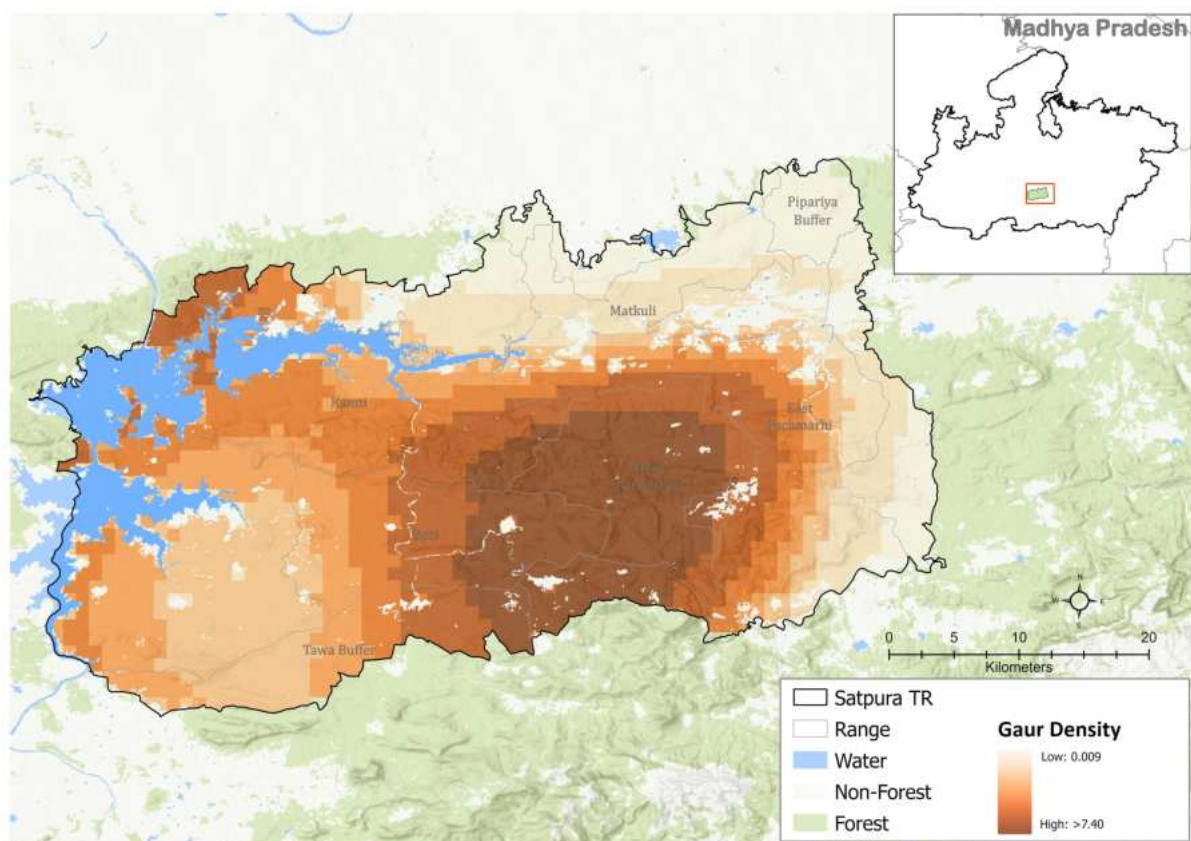 Madhya Pradesh
Pipariya
Buffer
Matkuli
Kamti
East
Pachmarhi
West
Tawa Buffer
N
W
E
S
0
5
10
20
Kilometers
Satpura TR
Range
Water
Non-Forest
Forest
Gaur Density
Low: 0.009
High: >7.40